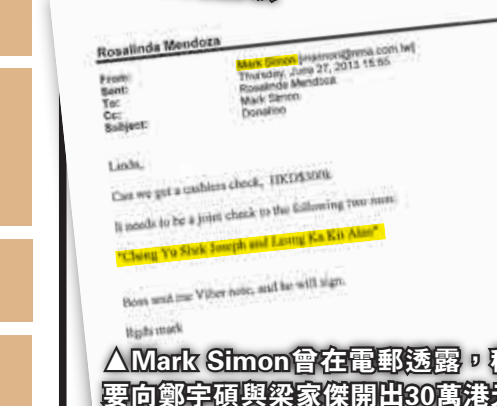 Rosalinda Mendoza
From: Mark Simon
Sent: Thursday, June 27, 2013
To: Rosalinda Mendoza
Cc: Mark Simon
Subject: Donation
Linda,
Can we get a cashless check, HKD$300k
It needs to be a joint check to the following two
"Cheng Yu Shek Joseph and Leong Ka Kit Alan"
Boss send me Viber note, and he will sign.
Rgds mark
▲Mark Simon曾在電郵透露,
要向鄭宇碩與梁家傑開出30萬港